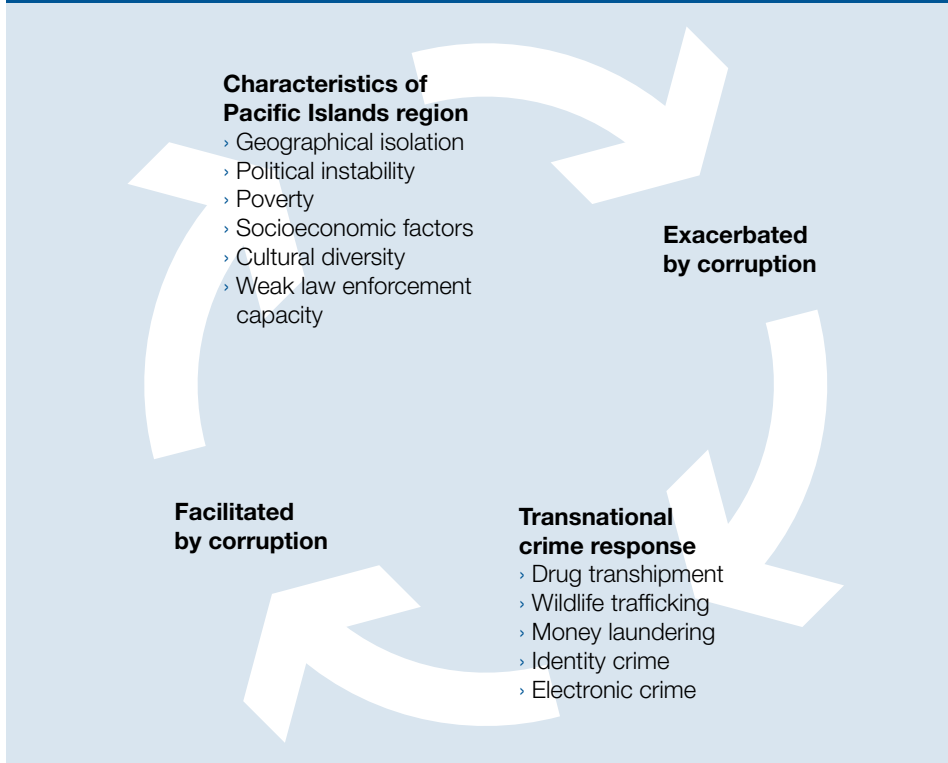 Characteristics of
Pacific Islands region
› Geographical isolation
› Political instability
› Poverty
› Socioeconomic factors
› Cultural diversity
› Weak law enforcement
capacity
Exacerbated
by corruption
Transnational
crime response
› Drug transhipment
› Wildlife trafficking
› Money laundering
› Identity crime
› Electronic crime
Facilitated
by corruption